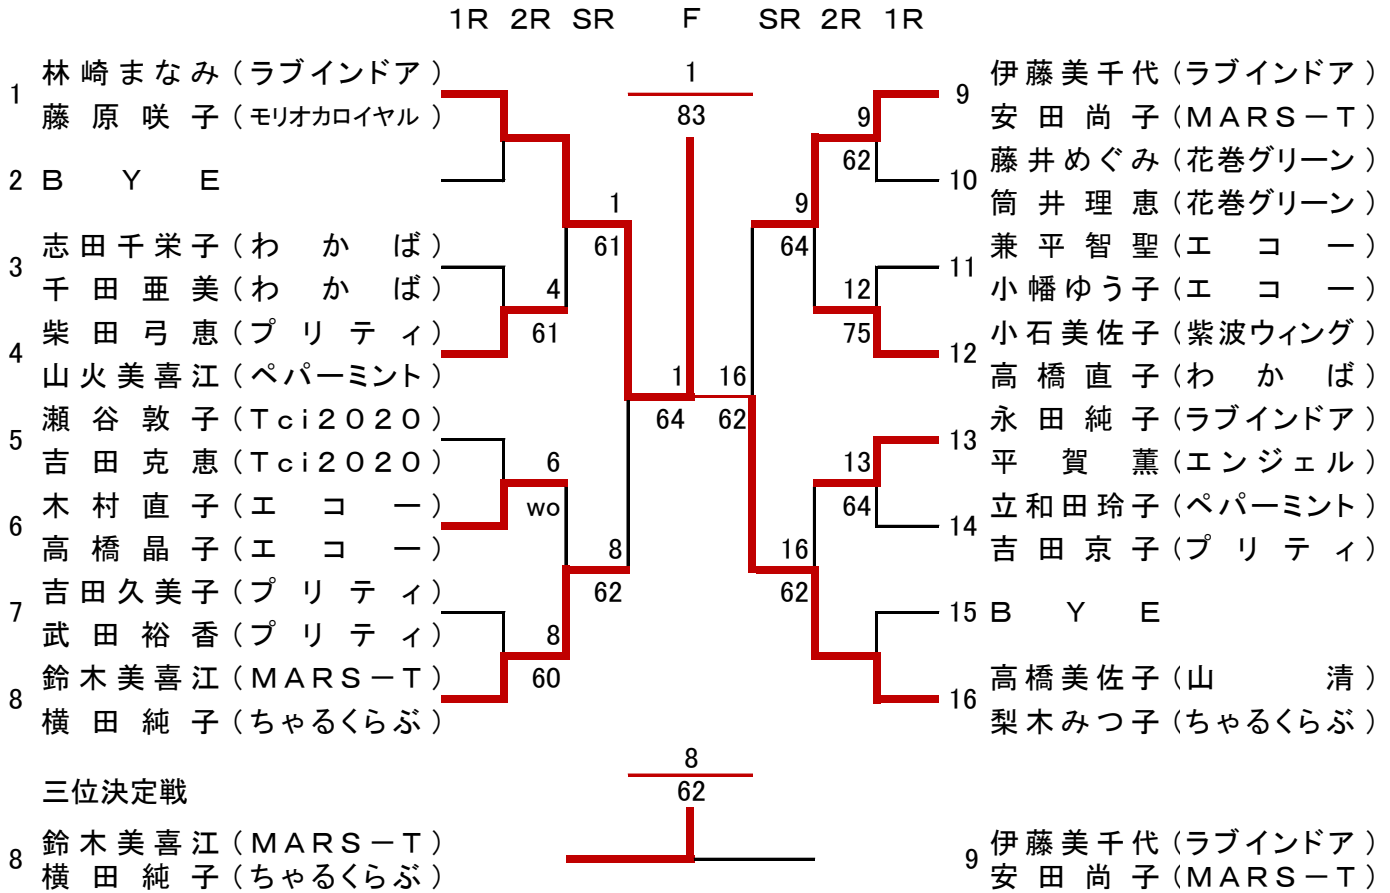 1R 2R SR F SR 2R 1R
1 林崎まなみ(ラブインドア)
藤原咲子(モリオカロイヤル)
2 BYE
3 志田千栄子(わかば)
千田亜美(わかば)
4 柴田弓恵(プリティ)
山火美喜江(ペパーミント)
5 瀬谷敦子(Tci2020)
吉田克恵(Tci2020)
6 木村直子(エコー)
高橋晶子(エコー)
7 吉田久美子(プリティ)
武田裕香(プリティ)
8 鈴木美喜江(MARS-T)
横田純子(ちゃるくらぶ)
4
61
6
wo
8
60
1
61
8
62
1
64
1
83
16
62
9
64
16
62
9
62
12
75
13
64
9 伊藤美千代(ラブインドア)
安田尚子(MARS-T)
10 藤井めぐみ(花巻グリーン)
筒井理恵(花巻グリーン)
11 兼平智聖(エコー)
小幡ゆう子(エコー)
12 小石美佐子(紫波ウィング)
高橋直子(わかば)
13 永田純子(ラブインドア)
平賀薫(エンジェル)
14 立和田玲子(ペパーミント)
吉田京子(プリティ)
15 BYE
16 高橋美佐子(山清)
梨木みつ子(ちゃるくらぶ)
三位決定戦
8 鈴木美喜江(MARS-T)
横田純子(ちゃるくらぶ)
8
62
9 伊藤美千代(ラブインドア)
安田尚子(MARS-T)